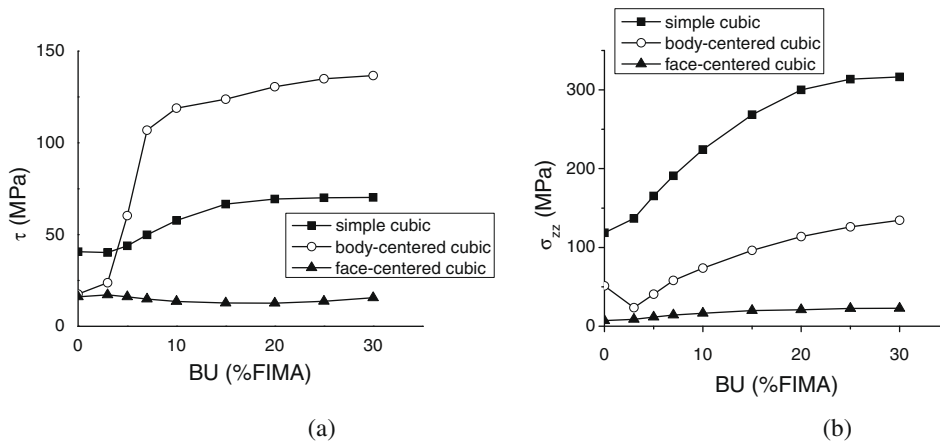 150
100
50
0
τ (MPa)
simple cubic
body-centered cubic
face-centered cubic
0 10 20 30
BU (%FIMA)
(a)
simple cubic
body-centered cubic
face-centered cubic
300
200
100
0
σzz (MPa)
0 10 20 30
BU (%FIMA)
(b)